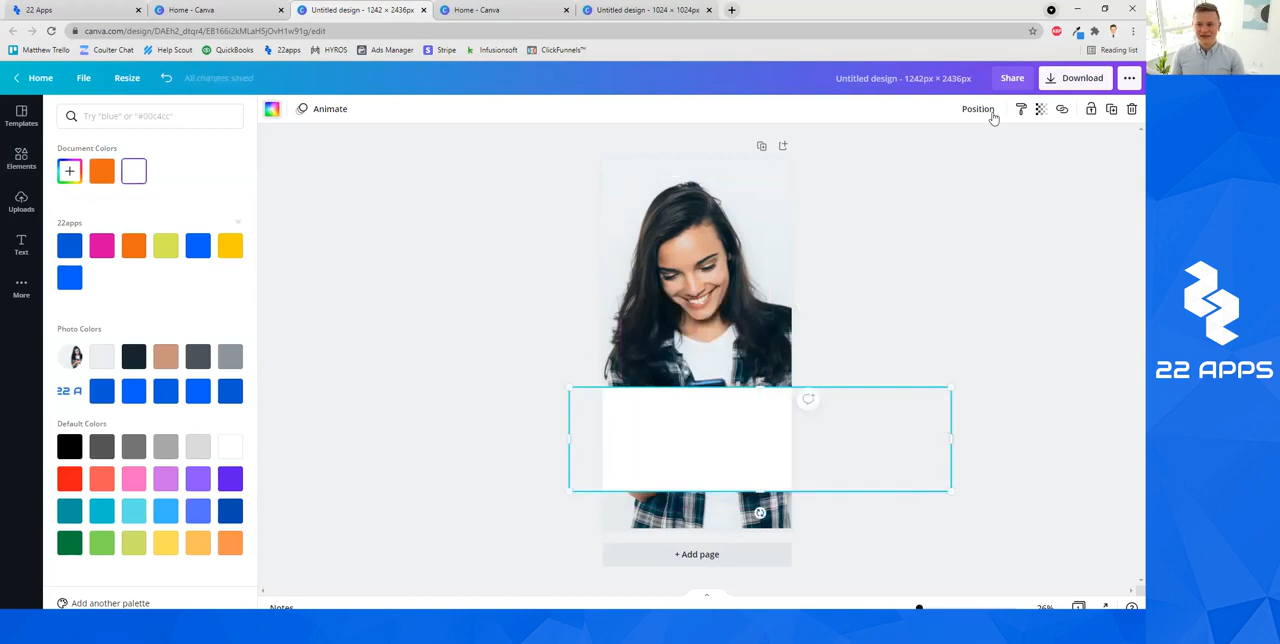 22 Apps
Home - Canva
Untitled design - 1242 × 2436px
Home - Canva
Untitled design - 1024 × 1024px
canva.com/design/DAEh2_dtqr4/EB166i2kMLaH5jOvH1w91g/edit
Matthew Trello
Coulter Chat
Help Scout
QuickBooks
22apps
HYROS
Ads Manager
Stripe
Infusionsoft
ClickFunnels™
Reading list
Home
File
Resize
All changes saved
Untitled design - 1242px × 2436px
Share
Download
Templates
Elements
Uploads
Text
More
Try "blue" or "#00c4cc"
Animate
Position
Document Colors
22apps
Photo Colors
22 A
Default Colors
Add another palette
+ Add page
Notes
26%
22 APPS